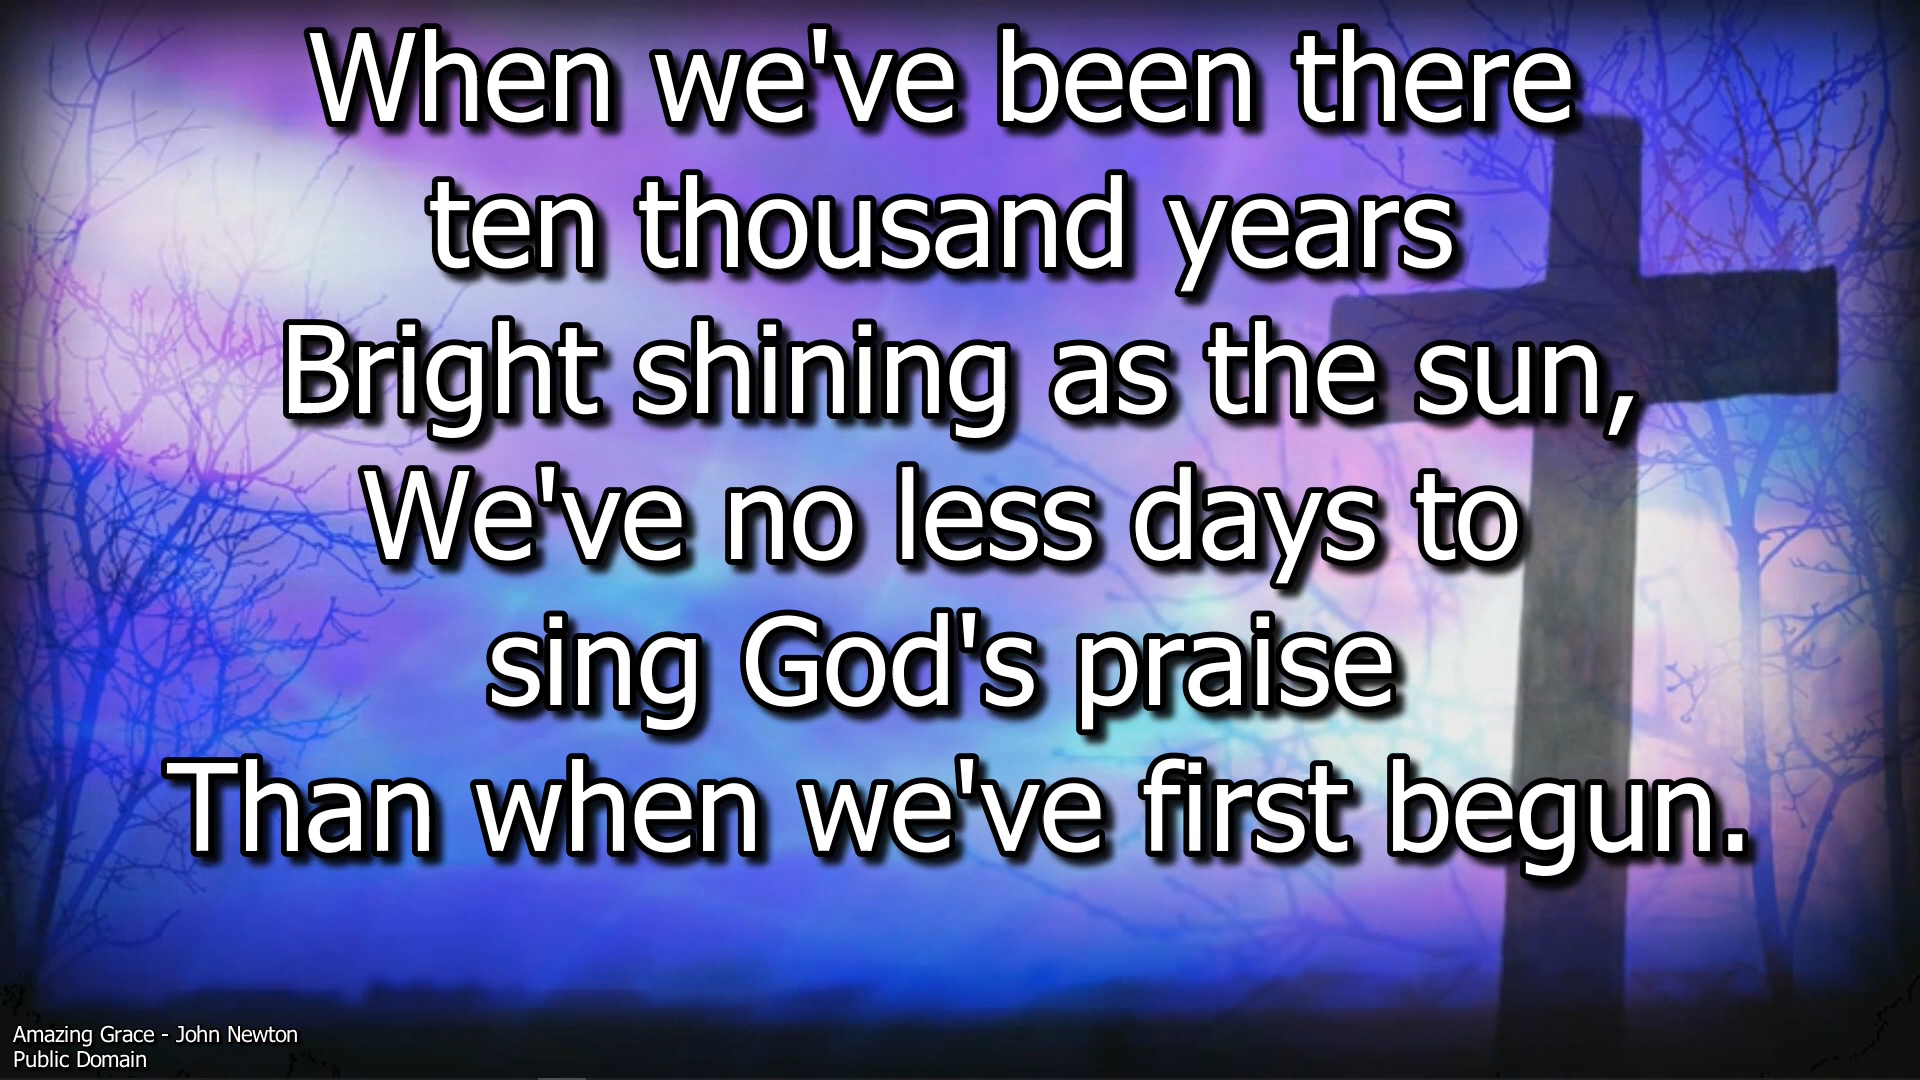 When we've been there
ten thousand years
Bright shining as the sun,
We've no less days to
sing God's praise
Than when we've first begun.
Amazing Grace - John Newton
Public Domain